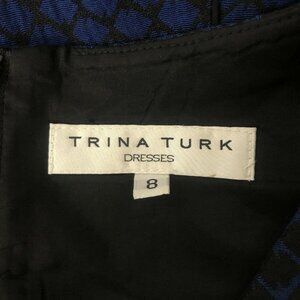 TRINA TURK
DRESSES
8